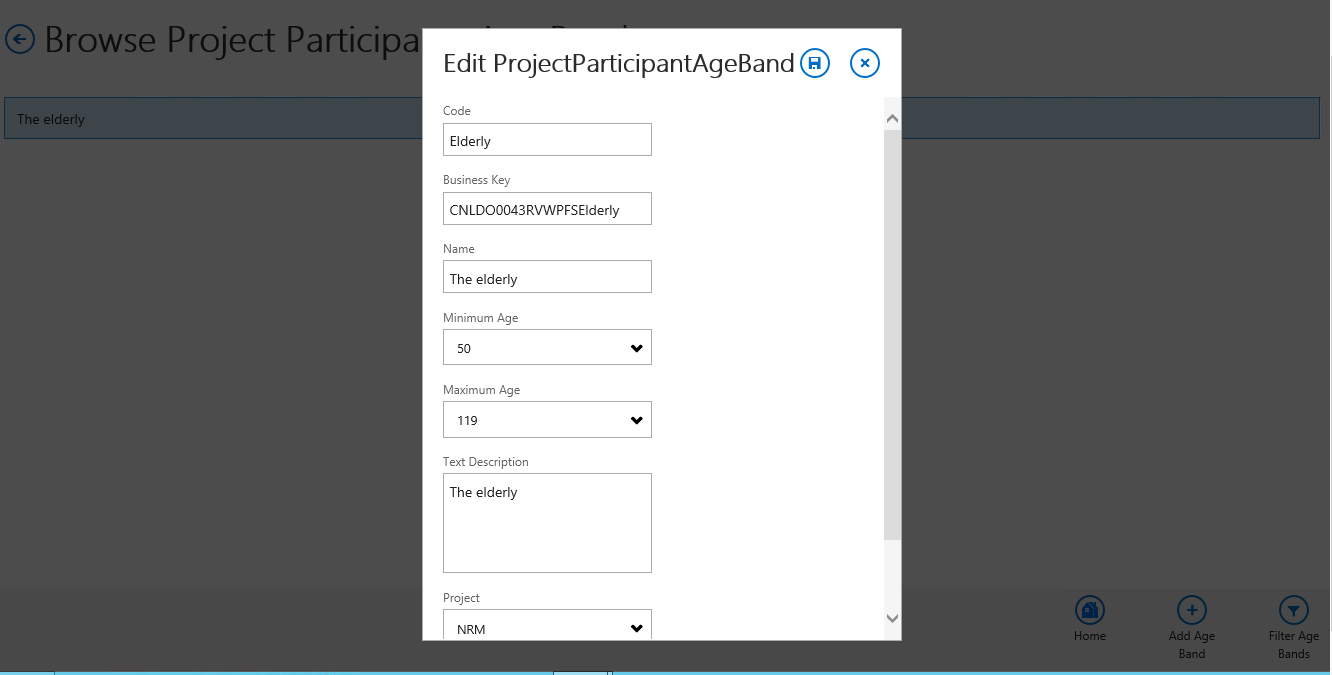 Browse Project Participa
Edit ProjectParticipantAgeBand
The elderly
Code
Elderly
Business Key
CNLDO0043RVWPFSElderly
Name
The elderly
Minimum Age
50
Maximum Age
119
Text Description
The elderly
Project
NRM
Home
Add Age
Band
Filter Age
Bands